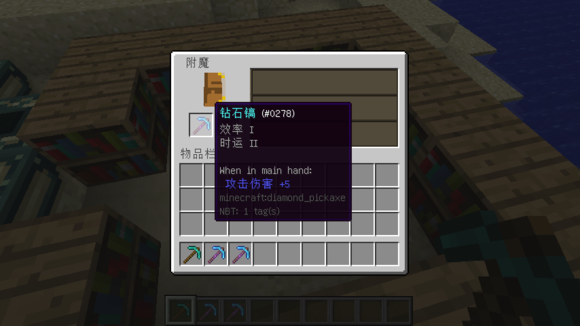 附魔
钻石镐 (#0278)
效率 I
时运 II
物品栏
When in main hand:
攻击伤害 +5
minecraft:diamond_pickaxe
NBT: 1 tag(s)